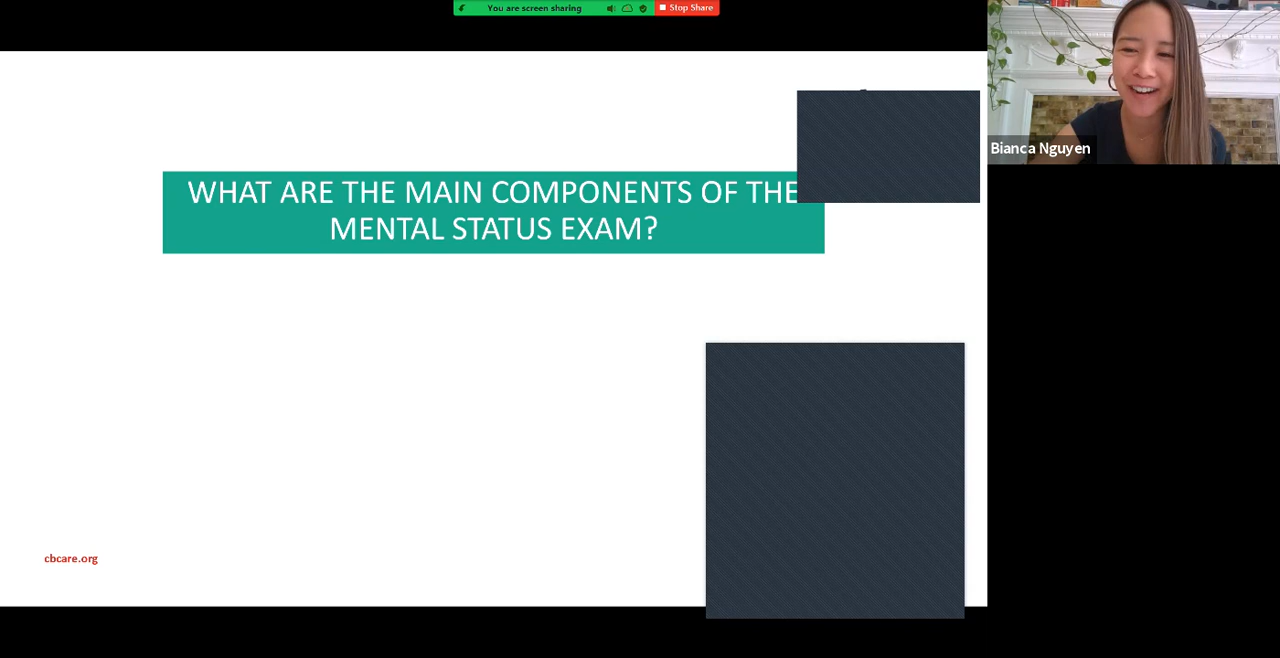 You are screen sharing
Stop Share
Bianca Nguyen
WHAT ARE THE MAIN COMPONENTS OF THE
MENTAL STATUS EXAM?
cbcare.org